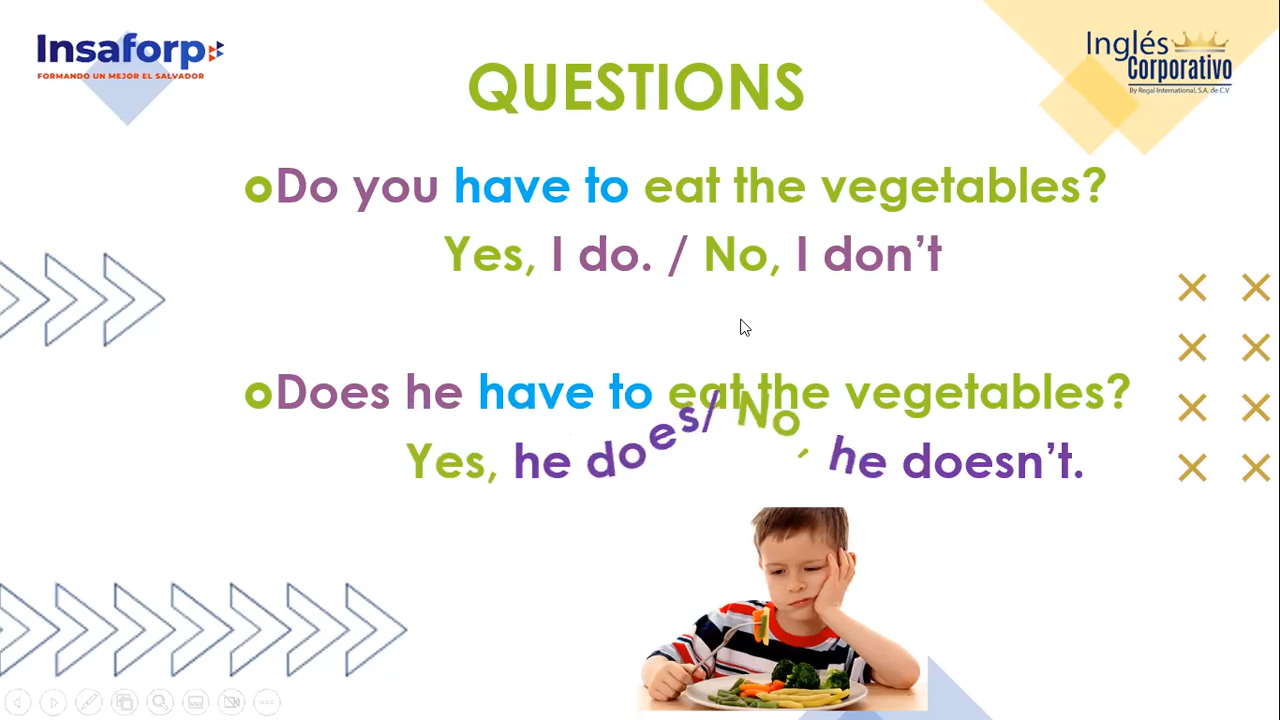 Insaforp
FORMANDO UN MEJOR EL SALVADOR
Inglés
Corporativo
By Regal International, S.A. de C.V
QUESTIONS
Do you have to eat the vegetables?
Yes, I do. / No, I don’t
Does he have to eat the vegetables?
Yes, he does/ No, he doesn’t.